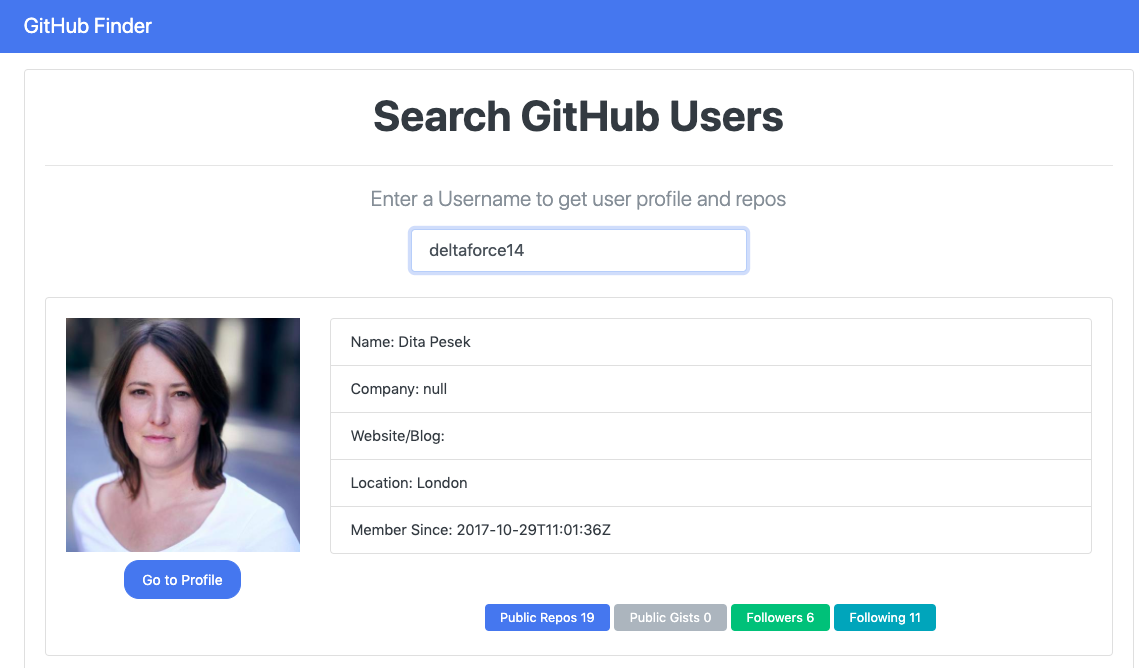 GitHub Finder
Search GitHub Users
Enter a Username to get user profile and repos
deltaforce14
Name: Dita Pesek
Company: null
Website/Blog:
Location: London
Member Since: 2017-10-29T11:01:36Z
Go to Profile
Public Repos 19 Public Gists 0 Followers 6 Following 11